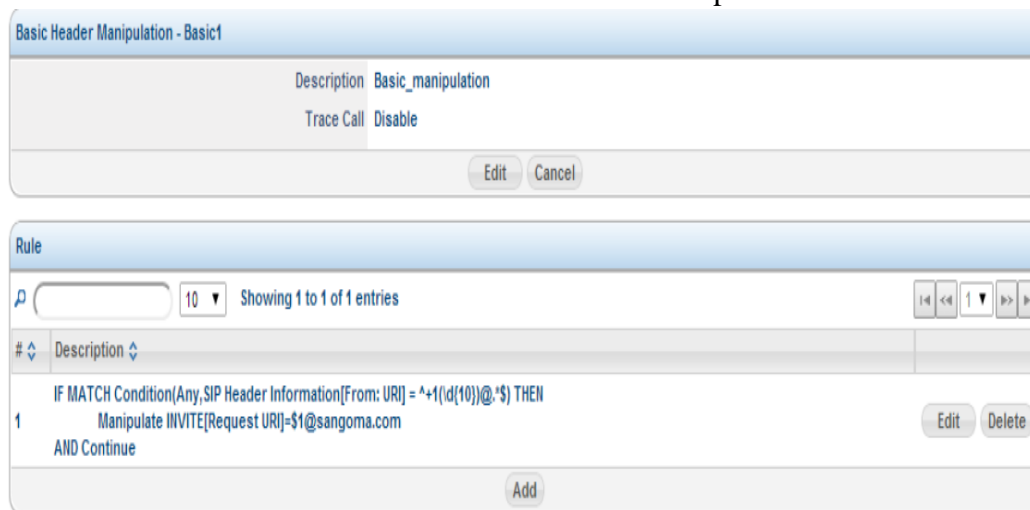 Basic Header Manipulation - Basic1
Description Basic_manipulation
Trace Call Disable
Edit Cancel
Rule
10 Showing 1 to 1 of 1 entries 1
# Description
IF MATCH Condition(Any,SIP Header Information[From: URI] = ^+1(\d{10})@.*$) THEN
1 Manipulate INVITE[Request URI]=$1@sangoma.com Edit Delete
AND Continue
Add